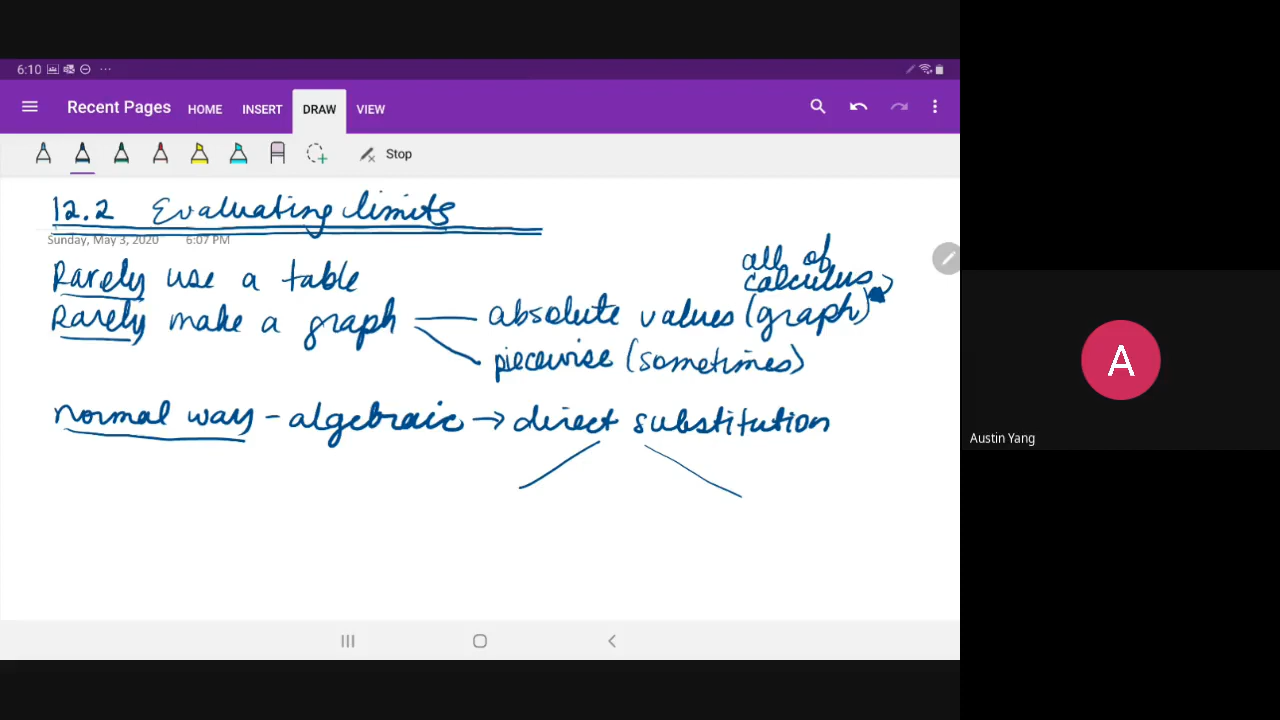 6:10
Recent Pages HOME INSERT DRAW VIEW
Stop
12.2 Evaluating limits
Sunday, May 3, 2020 6:07 PM
Rarely use a table
all of
calculus
Rarely make a graph — absolute values (graph)
piecewise (sometimes)
normal way - algebraic → direct substitution
A
Austin Yang